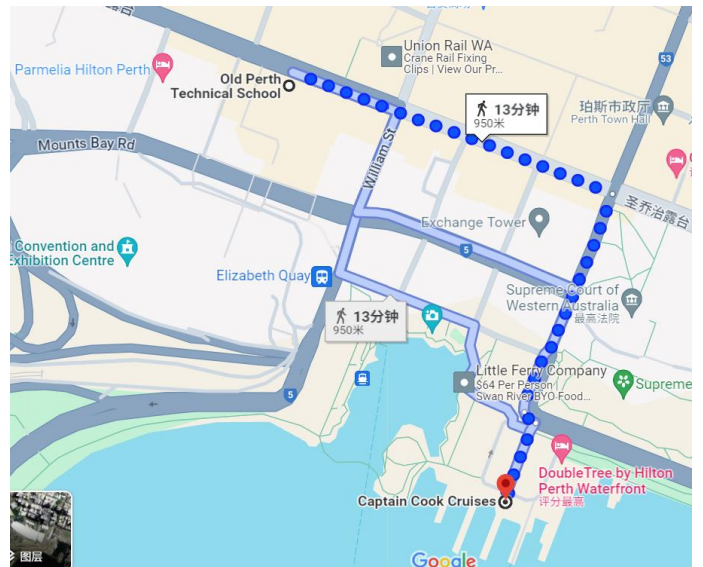 Union Rail WA
Crane Rail Fixing
Clips | View Our Pr...
53
Parmelia Hilton Perth
Old Perth
Technical School
13分钟
950米
珀斯市政厅
Perth Town Hall
Mounts Bay Rd
William St
圣乔治露台
Exchange Tower
Convention and
Exhibition Centre
5
Elizabeth Quay
Supreme Court of
Western Australia
最高法院
13分钟
950米
Little Ferry Company
$64 Per Person |
Swan River BYO Food...
Supreme
5
DoubleTree by Hilton
Perth Waterfront
评分最高
Captain Cook Cruises
图层
Google